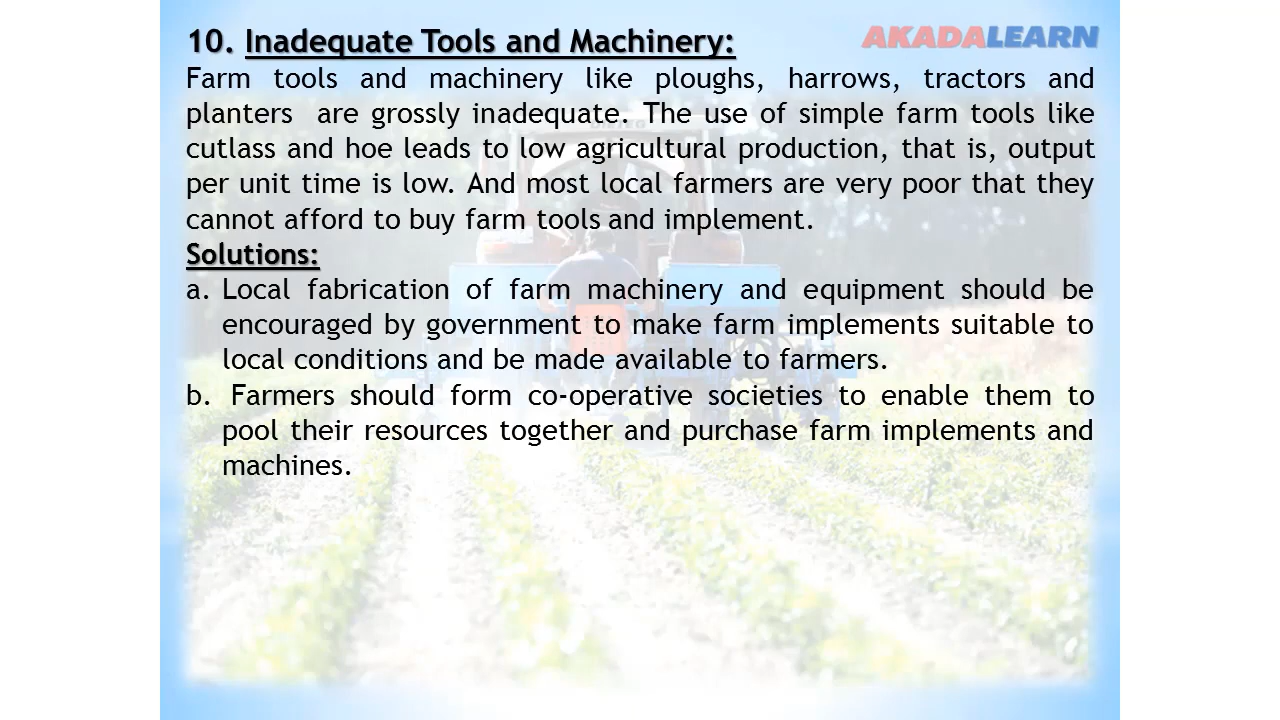 10. Inadequate Tools and Machinery:
AKADALEARN
Farm tools and machinery like ploughs, harrows, tractors and
planters are grossly inadequate. The use of simple farm tools like
cutlass and hoe leads to low agricultural production, that is, output
per unit time is low. And most local farmers are very poor that they
cannot afford to buy farm tools and implement.
Solutions:
a. Local fabrication of farm machinery and equipment should be
encouraged by government to make farm implements suitable to
local conditions and be made available to farmers.
b. Farmers should form co-operative societies to enable them to
pool their resources together and purchase farm implements and
machines.